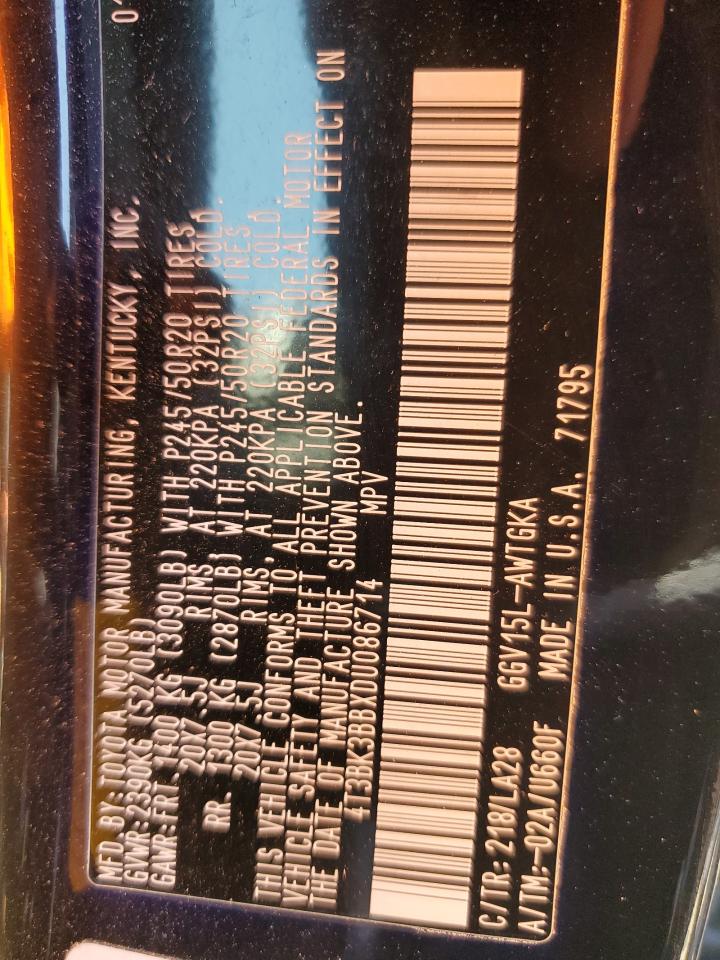 MFD BY: TOYOTA MOTOR MANUFACTURING, KENTUCKY, INC.
GVWR: 2390KG (5270LB)
GAWR: FRT. 1400 KG (3090LB) WITH P245/50R20 TIRES
20X7.5J RIMS, AT 220KPA (32PSI) COLD.
RR. 1300 KG (2870LB) WITH P245/50R20 TIRES
20X7.5J RIMS, AT 220KPA (32PSI) COLD.
THIS VEHICLE CONFORMS TO ALL APPLICABLE FEDERAL MOTOR
VEHICLE SAFETY AND THEFT PREVENTION STANDARDS IN EFFECT ON
THE DATE OF MANUFACTURE SHOWN ABOVE.
4T3BK3BBXDU086714 MPV
C/TR: 218/LA28 GGV15L-AWTGKA
A/TM:-02A/U660F MADE IN U.S.A. 71795